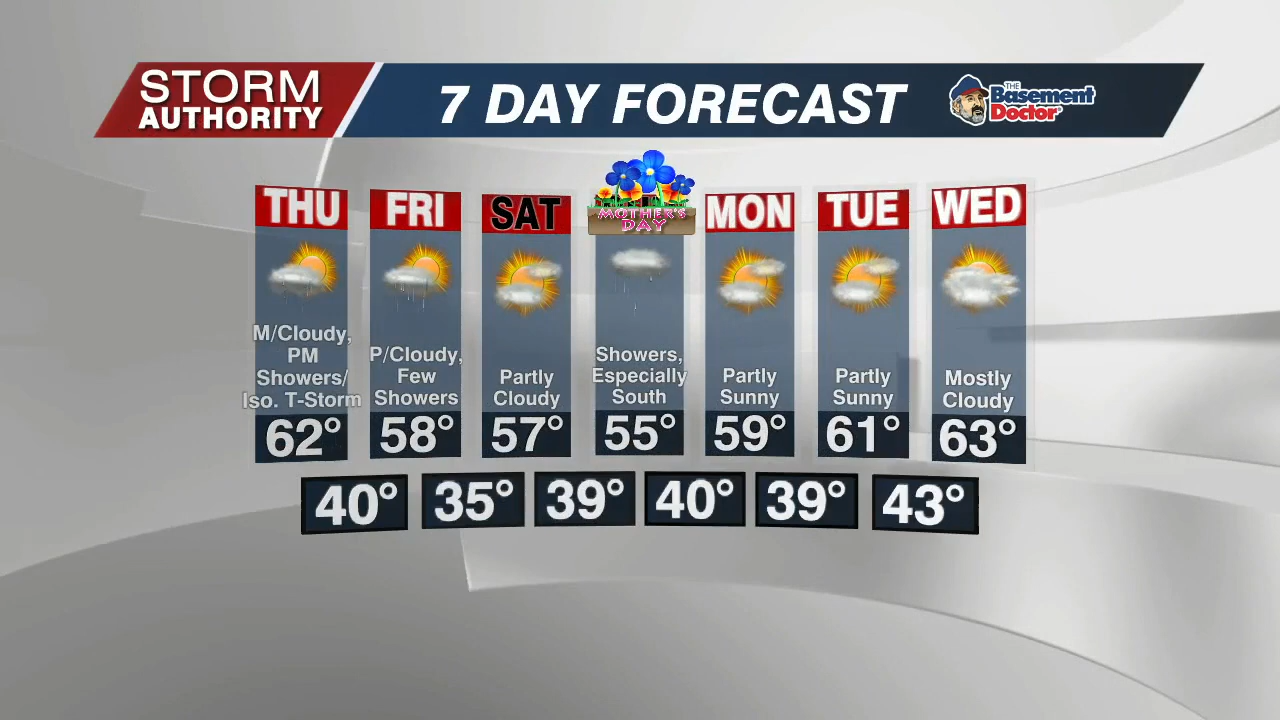 STORM
AUTHORITY
7 DAY FORECAST
THE
Basement
Doctor
THU
M/Cloudy,
PM
Showers/
Iso. T-Storm
62°
FRI
P/Cloudy,
Few
Showers
58°
SAT
Partly
Cloudy
57°
MOTHER'S
DAY
Showers,
Especially
South
55°
MON
Partly
Sunny
59°
TUE
Partly
Sunny
61°
WED
Mostly
Cloudy
63°
40°
35°
39°
40°
39°
43°